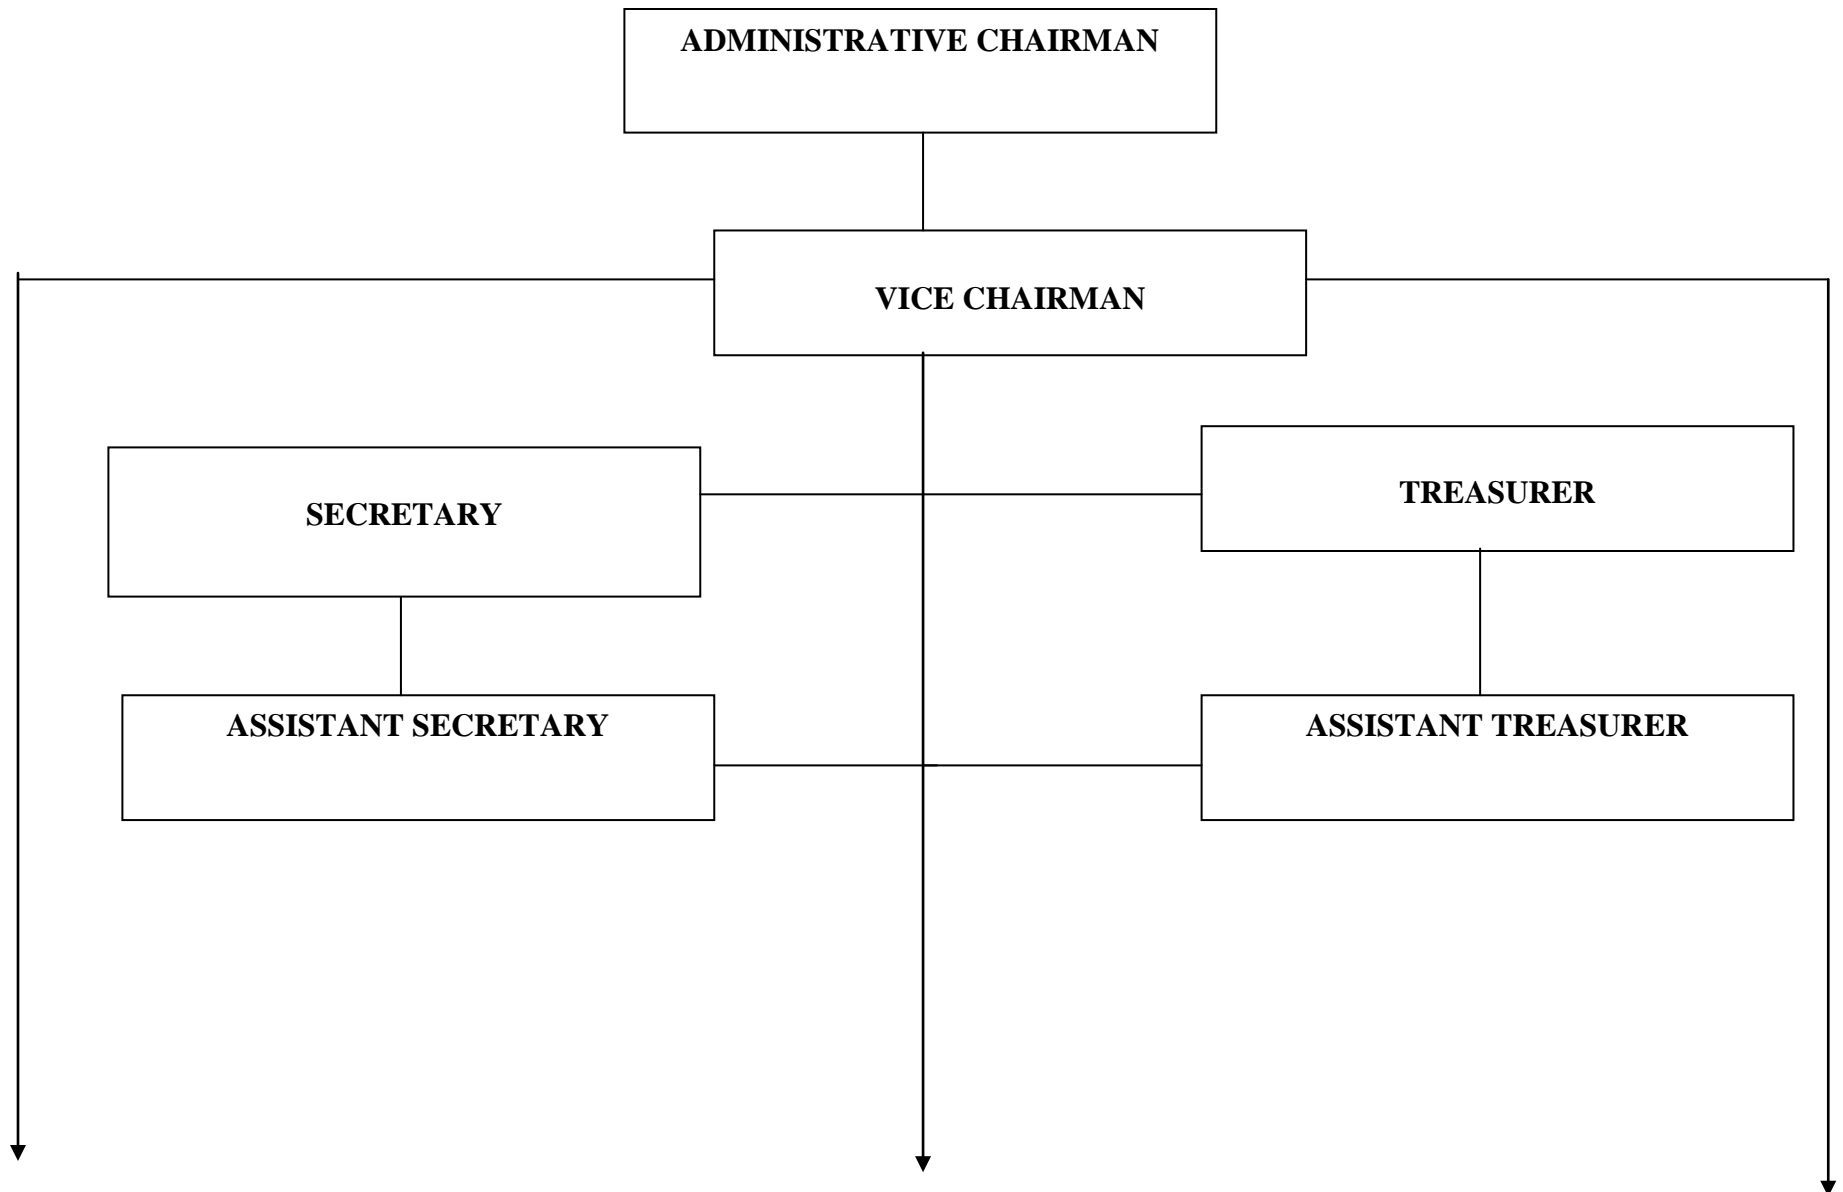 ADMINISTRATIVE CHAIRMAN
VICE CHAIRMAN
SECRETARY
TREASURER
ASSISTANT SECRETARY
ASSISTANT TREASURER